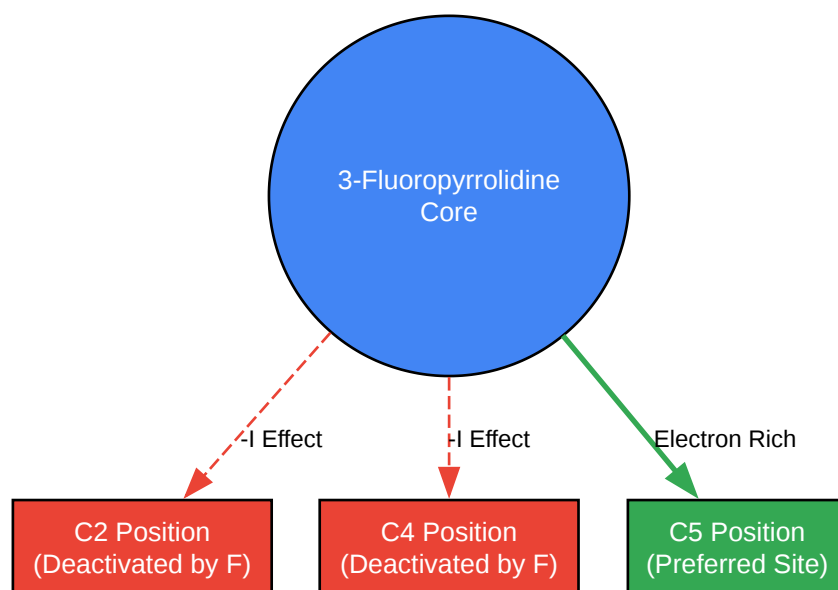 3-Fluoropyrrolidine
Core
-I Effect
-I Effect
Electron Rich
C2 Position
(Deactivated by F)
C4 Position
(Deactivated by F)
C5 Position
(Preferred Site)